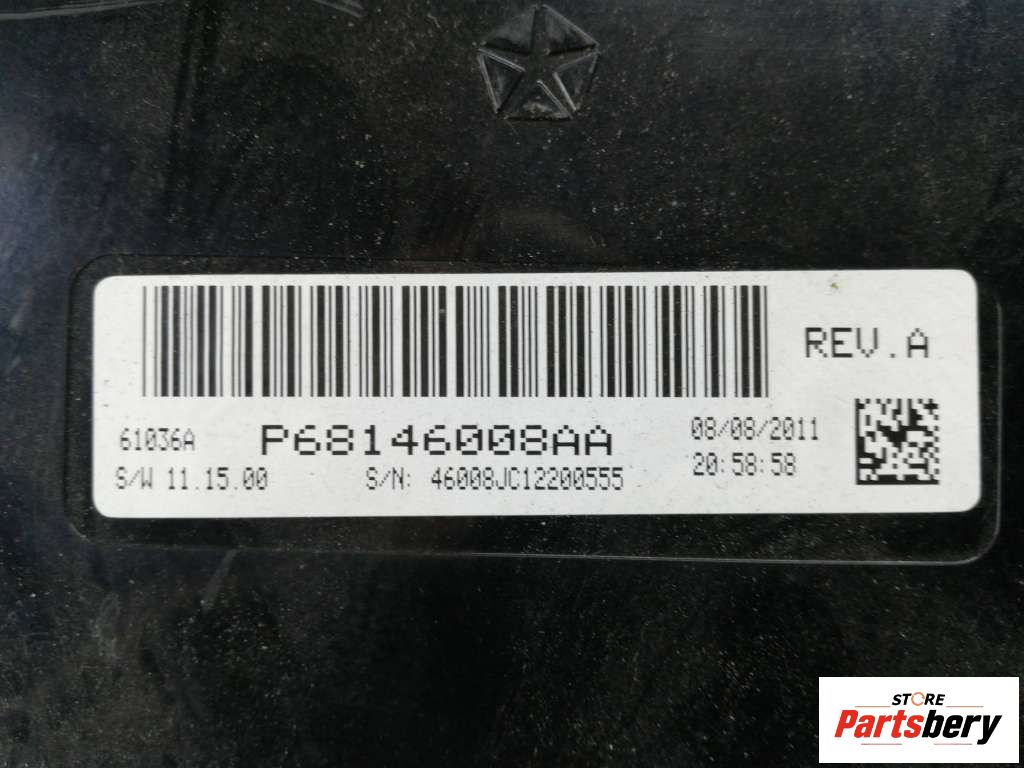 REV.A
61036A P68146008AA 08/08/2011
S/W 11.15.00 S/N: 46008JC12200555 20:58:58
STORE
Partsbery